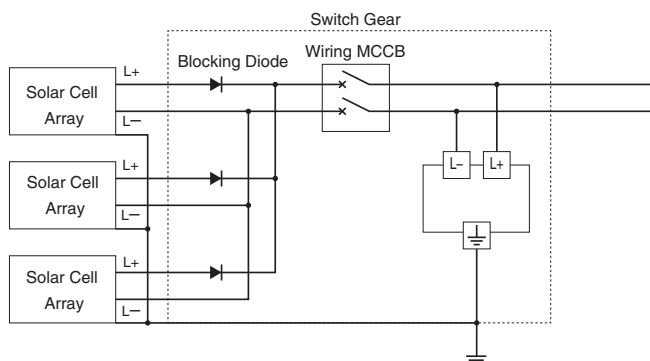 Switch Gear
Wiring MCCB
Blocking Diode
L+
Solar Cell
Array
L−
L+
Solar Cell
Array
L−
L− L+
L+
Solar Cell
Array
L−